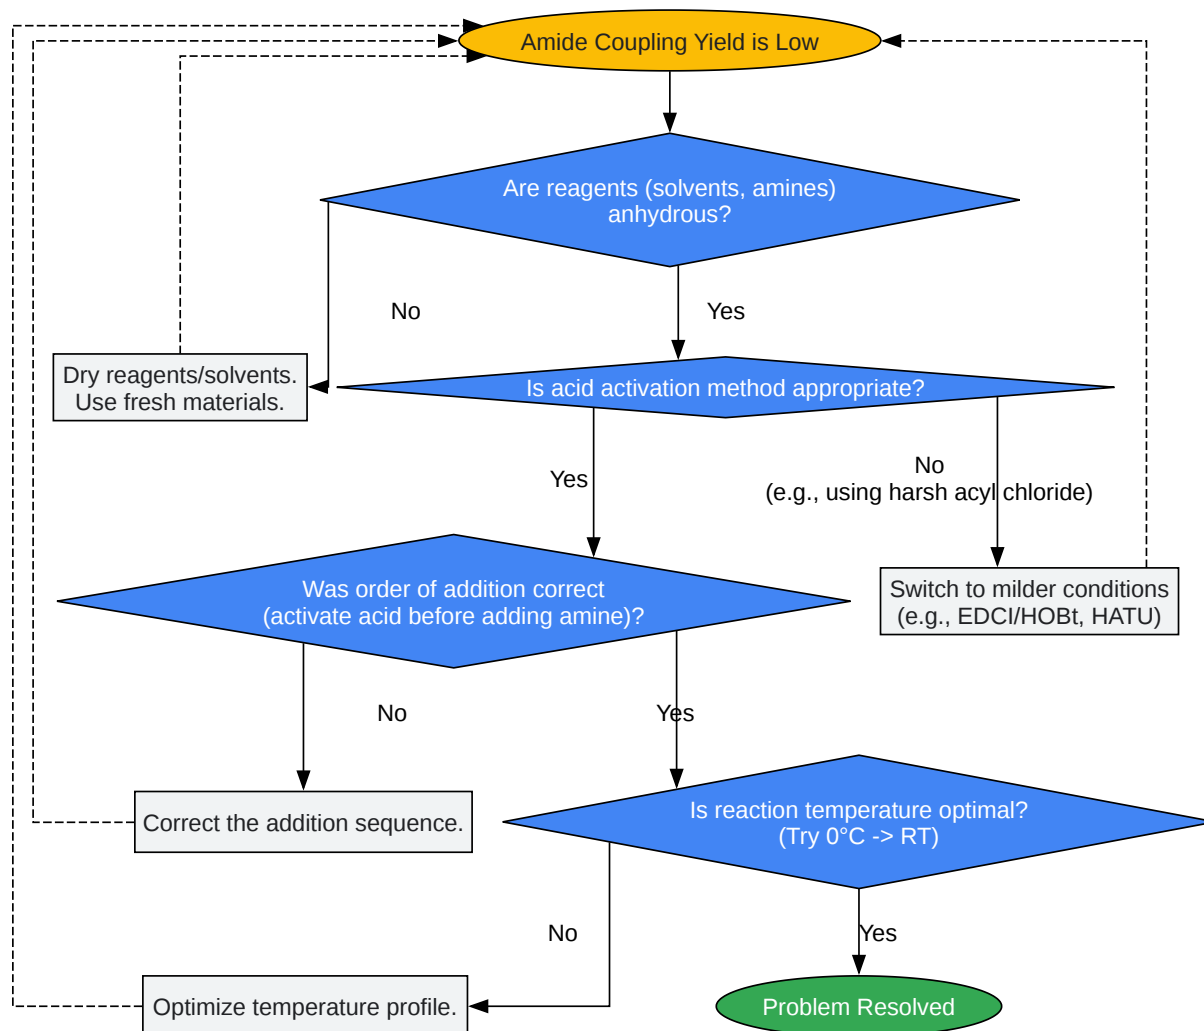 Amide Coupling Yield is Low
Are reagents (solvents, amines)
anhydrous?
No
Yes
Dry reagents/solvents.
Use fresh materials.
Is acid activation method appropriate?
Yes
No
(e.g., using harsh acyl chloride)
Was order of addition correct
(activate acid before adding amine)?
Switch to milder conditions
(e.g., EDCI/HOBt, HATU)
No
Yes
Correct the addition sequence.
Is reaction temperature optimal?
(Try 0°C -> RT)
No
Yes
Optimize temperature profile.
Problem Resolved